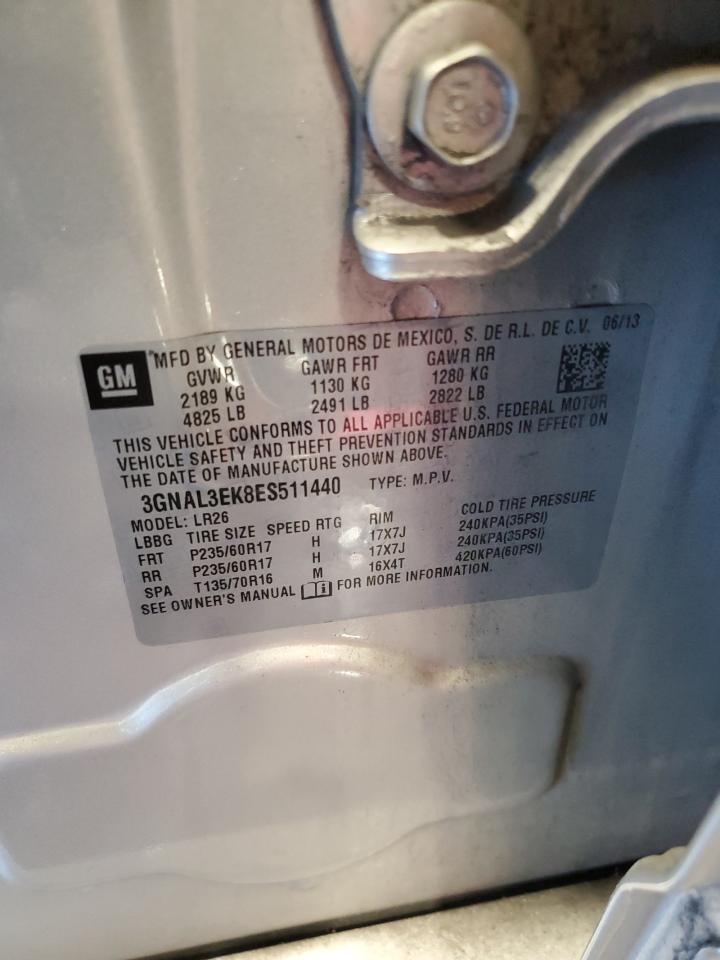 GM
MFD BY GENERAL MOTORS DE MEXICO, S. DE R.L. DE C.V. 06/13
GVWR GAWR FRT GAWR RR
2189 KG 1130 KG 1280 KG
4825 LB 2491 LB 2822 LB
THIS VEHICLE CONFORMS TO ALL APPLICABLE U.S. FEDERAL MOTOR
VEHICLE SAFETY AND THEFT PREVENTION STANDARDS IN EFFECT ON
THE DATE OF MANUFACTURE SHOWN ABOVE.
3GNAL3EK8ES511440 TYPE: M.P.V.
MODEL: LR26
LBBG TIRE SIZE SPEED RTG RIM COLD TIRE PRESSURE
FRT P235/60R17 H 17X7J 240KPA(35PSI)
RR P235/60R17 H 17X7J 240KPA(35PSI)
SPA T135/70R16 M 16X4T 420KPA(60PSI)
SEE OWNER'S MANUAL FOR MORE INFORMATION.